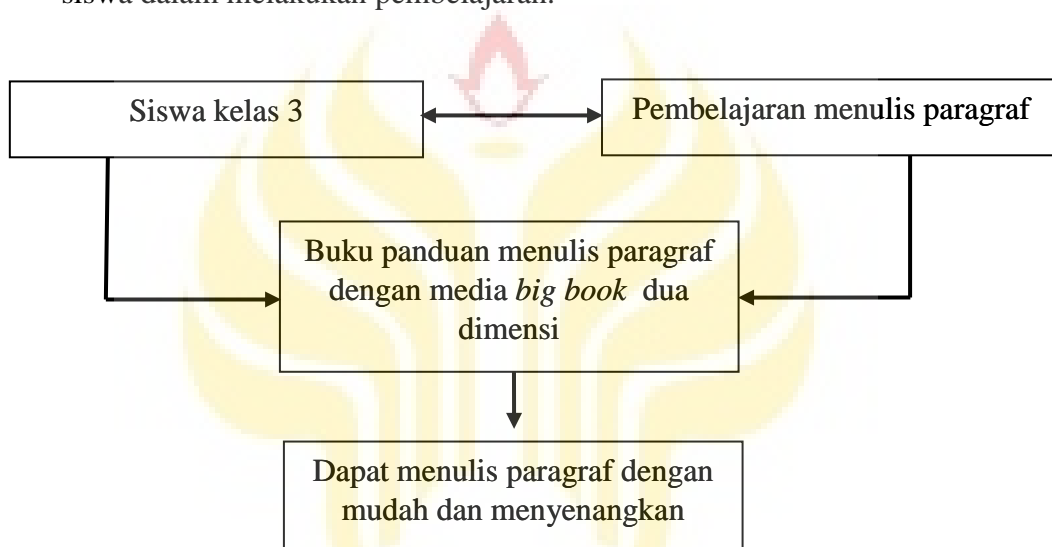 siswa dalam melakukan pembelajaran.
Siswa kelas 3
Pembelajaran menulis paragraf
Buku panduan menulis paragraf
dengan media big book dua
dimensi
Dapat menulis paragraf dengan
mudah dan menyenangkan